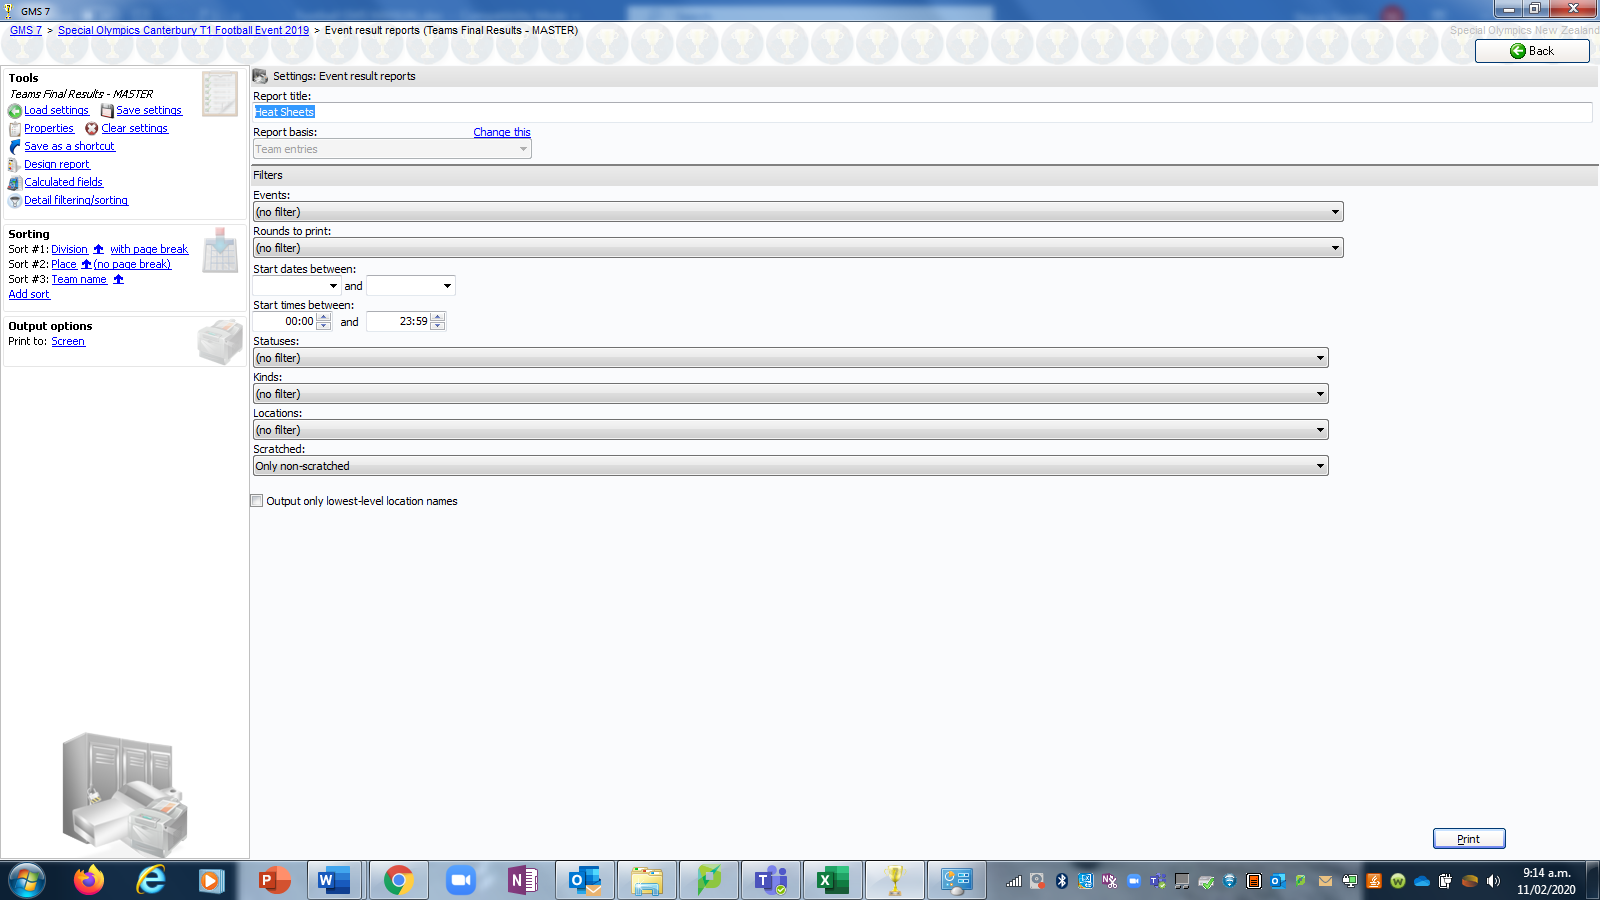 GMS 7
GMS 7 > Special Olympics Canterbury T1 Football Event 2019 > Event result reports (Teams Final Results - MASTER)
Special Olympics New Zealand
Back
Tools
Teams Final Results - MASTER
Load settings Save settings
Properties Clear settings
Save as a shortcut
Design report
Calculated fields
Detail filtering/sorting
Sorting
Sort #1: Division with page break
Sort #2: Place (no page break)
Sort #3: Team name
Add sort
Output options
Print to: Screen
Settings: Event result reports
Report title:
Heat Sheets
Report basis: Change this
Team entries
Filters
Events:
(no filter)
Rounds to print:
(no filter)
Start dates between:
and
Start times between:
00:00 and 23:59
Statuses:
(no filter)
Kinds:
(no filter)
Locations:
(no filter)
Scratched:
Only non-scratched
Output only lowest-level location names
Print
9:14 a.m.
11/02/2020